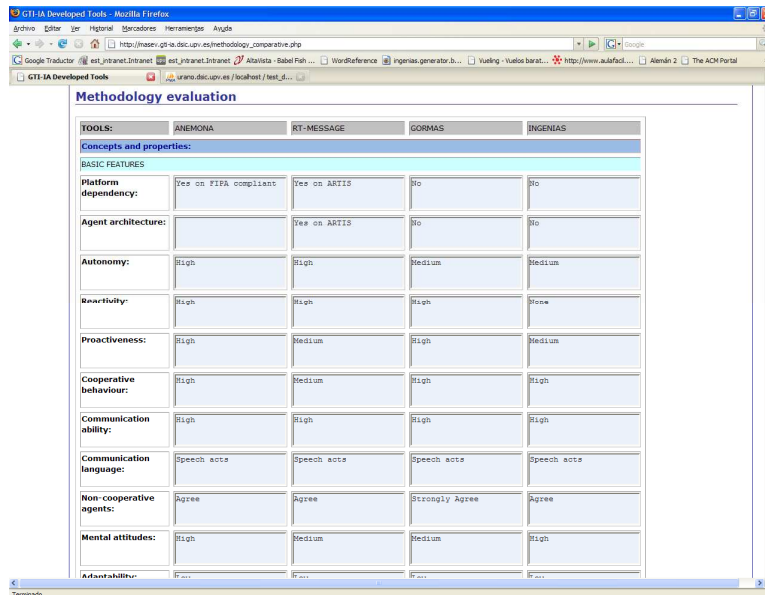 GTI-IA Developed Tools - Mozilla Firefox
Archivo Editar Ver Historial Marcadores Herramientas Ayuda
http://masev.gti-ia.dsic.upv.es/methodology_comparative.php
Google
Google Traductor est_intranet.Intranet est_intranet.Intranet AltaVista - Babel Fish ... WordReference ingenias.generator.b... Vueling - Vuelos barat... http://www.aulafacil.... Alemán 2 The ACM Portal
GTI-IA Developed Tools urano.dsic.upv.es / localhost / test_d...
Methodology evaluation
TOOLS: ANEMONA RT-MESSAGE GORMAS INGENIAS
Concepts and properties:
BASIC FEATURES
Platform dependency: Yes on FIPA compliant Yes on ARTIS No No
Agent architecture: Yes on ARTIS No No
Autonomy: High High Medium Medium
Reactivity: High High High None
Proactiveness: High Medium High Medium
Cooperative behaviour: High Medium High High
Communication ability: High High High High
Communication language: Speech acts Speech acts Speech acts Speech acts
Non-cooperative agents: Agree Agree Strongly Agree Agree
Mental attitudes: High Medium Medium High
Adaptability: Low Low Low Low
Terminado